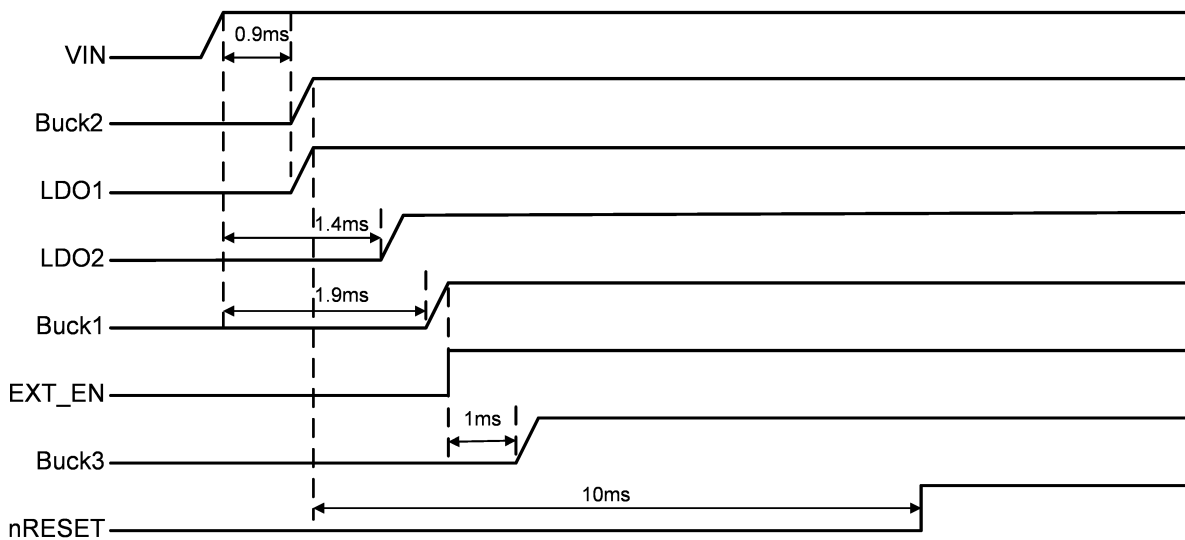 0.9ms
VIN
Buck2
LDO1
1.4ms
LDO2
1.9ms
Buck1
EXT_EN
1ms
Buck3
10ms
nRESET